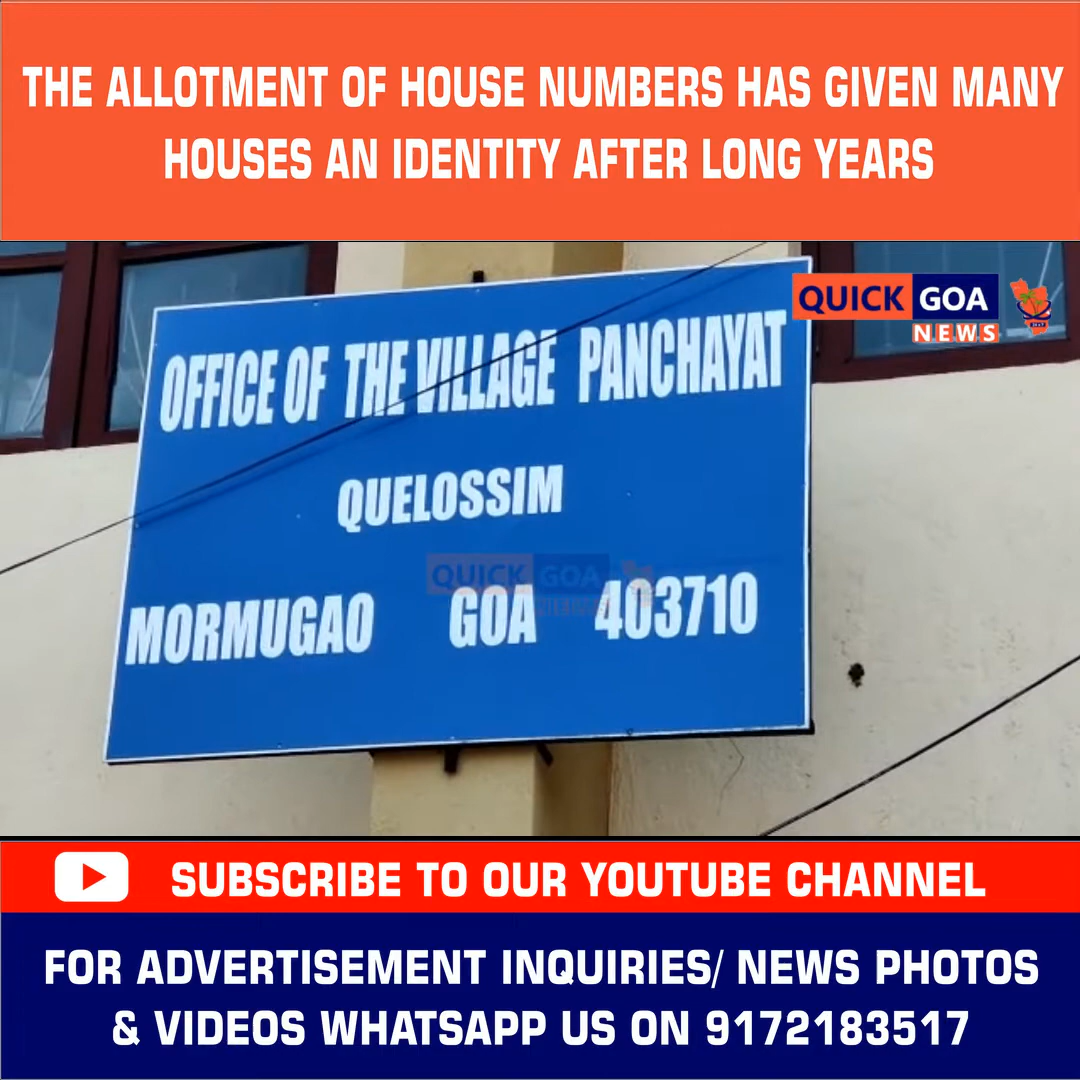 THE ALLOTMENT OF HOUSE NUMBERS HAS GIVEN MANY
HOUSES AN IDENTITY AFTER LONG YEARS
QUICK GOA
NEWS
OFFICE OF THE VILLAGE PANCHAYAT
QUELOSSIM
QUICK GOA
MORMUGAO GOA 403710
SUBSCRIBE TO OUR YOUTUBE CHANNEL
FOR ADVERTISEMENT INQUIRIES/ NEWS PHOTOS
& VIDEOS WHATSAPP US ON 9172183517